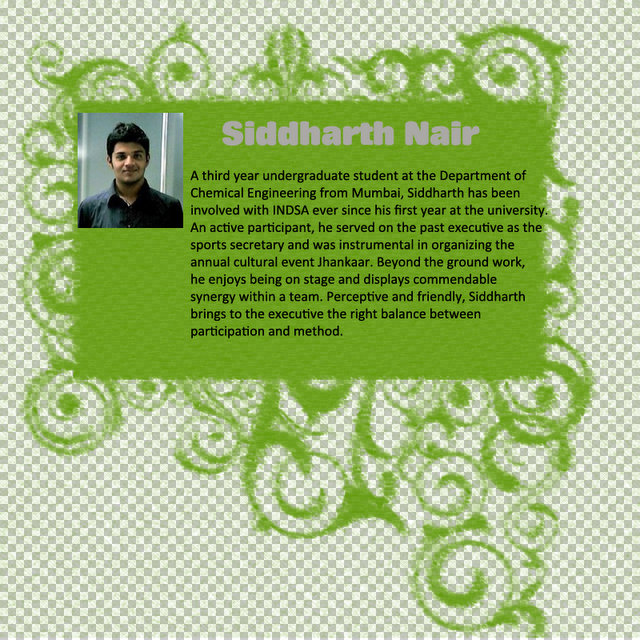 Siddharth Nair
A third year undergraduate student at the Department of
Chemical Engineering from Mumbai, Siddharth has been
involved with INDSA ever since his first year at the university.
An active participant, he served on the past executive as the
sports secretary and was instrumental in organizing the
annual cultural event Jhankaar. Beyond the ground work,
he enjoys being on stage and displays commendable
synergy within a team. Perceptive and friendly, Siddharth
brings to the executive the right balance between
participation and method.